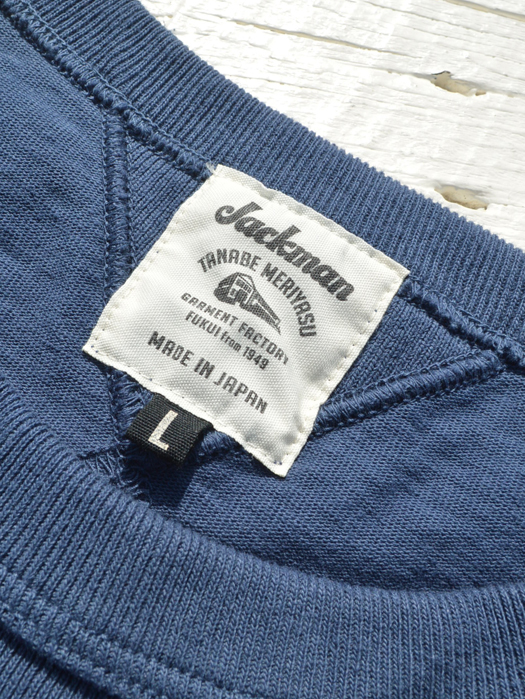 Jackman
TANABE MERIYASU
GARMENT FACTORY
FUKUI from 1949
MADE IN JAPAN
L